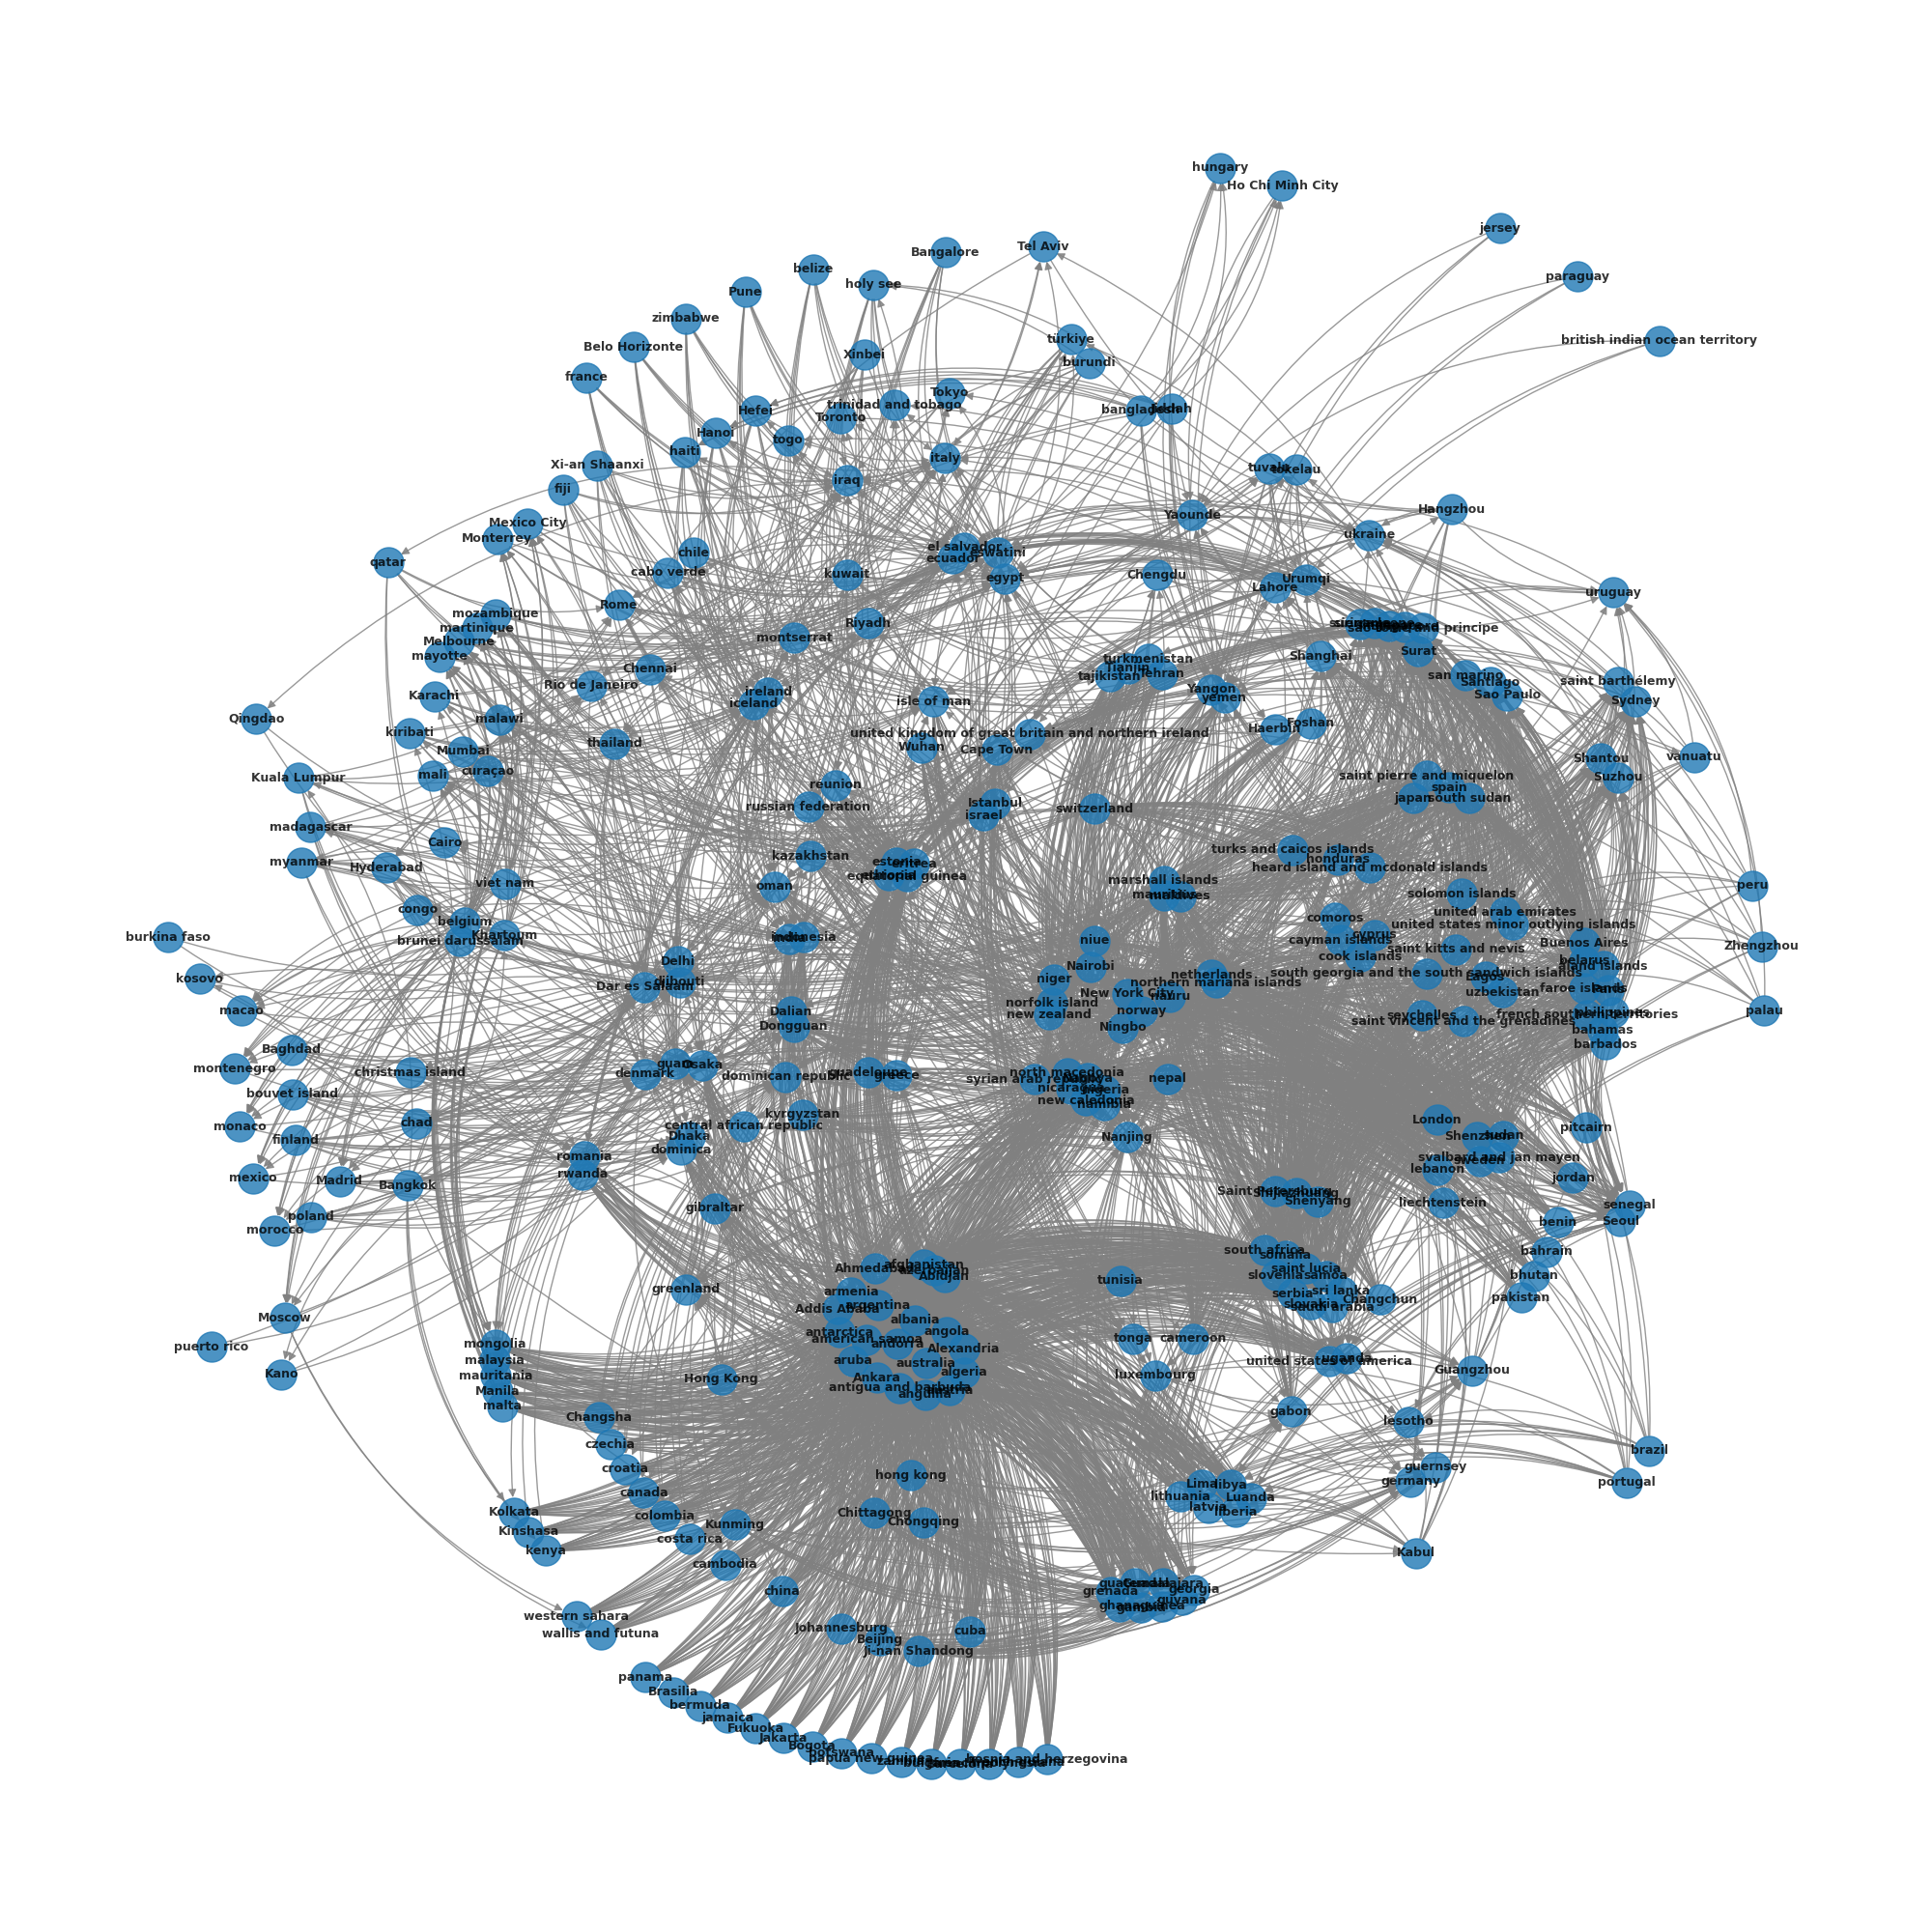 hungary
Ho Chi Minh City
jersey
Tel Aviv
Bangalore
belize
paraguay
holy see
Pune
zimbabwe
türkiye
british indian ocean territory
Belo Horizonte
Xinbei
burundi
france
Tokyo
trinidad and tobago
Hefei
Toronto
bangladesh
Hanoi
togo
haiti
italy
Xi-an Shaanxi
tuvalu
tokelau
iraq
fiji
Hangzhou
Yaounde
Mexico City
Monterrey
ukraine
el salvador
eswatini
ecuador
chile
qatar
cabo verde
kuwait
egypt
Chengdu
Urumqi
Lahore
uruguay
Rome
mozambique
martinique
Riyadh
montserrat
Melbourne
mayotte
Surat
Shanghai
turkmenistan
Tianjin
tajikistan
Chennai
san marino
Santiago
saint barthélemy
Rio de Janeiro
Karachi
ireland
iceland
isle of man
Yangon
yemen
Sao Paulo
Sydney
Qingdao
malawi
kiribati
Haerbin
Foshan
united kingdom of great britain and northern ireland
thailand
Mumbai
Wuhan
Cape Town
Shantou
vanuatu
curaçao
mali
Kuala Lumpur
saint pierre and miquelon
Suzhou
réunion
spain
japan
south sudan
russian federation
Istanbul
israel
switzerland
madagascar
Cairo
turks and caicos islands
honduras
kazakhstan
myanmar
Hyderabad
estonia
eritrea
heard island and mcdonald islands
equatorial guinea
oman
viet nam
marshall islands
mauritius
maldives
peru
solomon islands
congo
belgium
comoros
united arab emirates
united states minor outlying islands
burkina faso
Khartoum
brunei darussalam
indonesia
niue
cyprus
cayman islands
saint kitts and nevis
Buenos Aires
Zhengzhou
cook islands
Delhi
Nairobi
belarus
åland islands
kosovo
Dar es Salaam
djibouti
niger
netherlands
northern mariana islands
south georgia and the south sandwich islands
Lagos
New York City
nauru
uzbekistan
faroe islands
Paris
macao
norfolk island
new zealand
norway
Dalian
Dongguan
Ningbo
seychelles
saint vincent and the grenadines
philippines
french southern territories
palau
bahamas
barbados
Baghdad
montenegro
christmas island
denmark
guam
Osaka
dominican republic
guadeloupe
greece
north macedonia
syrian arab republic
nicaragua
nigeria
new caledonia
namibia
nepal
bouvet island
monaco
chad
kyrgyzstan
central african republic
London
pitcairn
finland
Dhaka
dominica
Nanjing
Shenzhen
sudan
romania
rwanda
svalbard and jan mayen
sweden
lebanon
mexico
Madrid
Bangkok
jordan
Saint Petersburg
Shijiazhuang
Shenyang
liechtenstein
senegal
Seoul
gibraltar
poland
morocco
benin
bahrain
south africa
somalia
afghanistan
Ahmedabad
azerbaijan
Abidjan
saint lucia
slovenia
samoa
bhutan
tunisia
greenland
armenia
sri lanka
serbia
pakistan
Changchun
Addis Ababa
argentina
slovakia
saudi arabia
Moscow
albania
antarctica
angola
american samoa
andorra
Alexandria
tonga
cameroon
puerto rico
mongolia
malaysia
aruba
australia
uganda
united states of america
Kano
mauritania
Hong Kong
Ankara
algeria
luxembourg
Guangzhou
Manila
antigua and barbuda
austria
anguilla
malta
Changsha
gabon
lesotho
czechia
brazil
croatia
hong kong
guernsey
germany
portugal
canada
Lima
libya
lithuania
Luanda
latvia
liberia
Kolkata
colombia
Chittagong
Chongqing
Kunming
Kinshasa
costa rica
kenya
Kabul
cambodia
china
guatemala
Guadalajara
grenada
georgia
guyana
ghana
gambia
guinea
western sahara
wallis and futuna
Johannesburg
cuba
Beijing
Ji-nan Shandong
panama
Brasilia
bermuda
jamaica
Fukuoka
Jakarta
Bogota
botswana
papua new guinea
bosnia and herzegovina